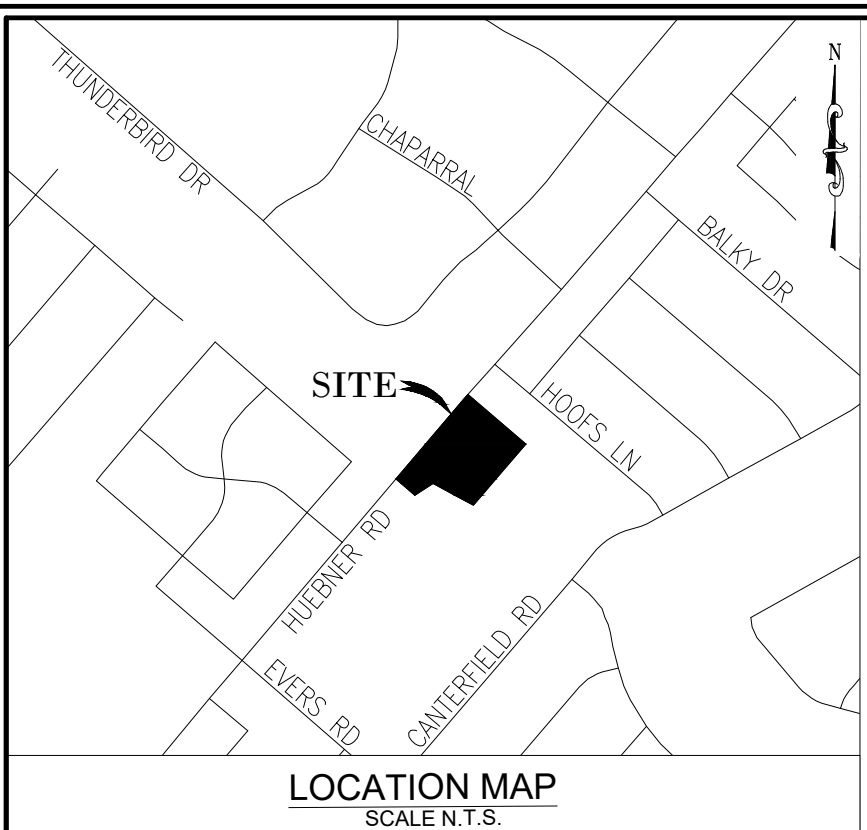 N
THUNDERBIRD DR
CHAPARRAL
BALKY DR
SITE
HOOFS LN
HUEBNER RD
CANTERFIELD RD
EVERS RD
LOCATION MAP
SCALE N.T.S.